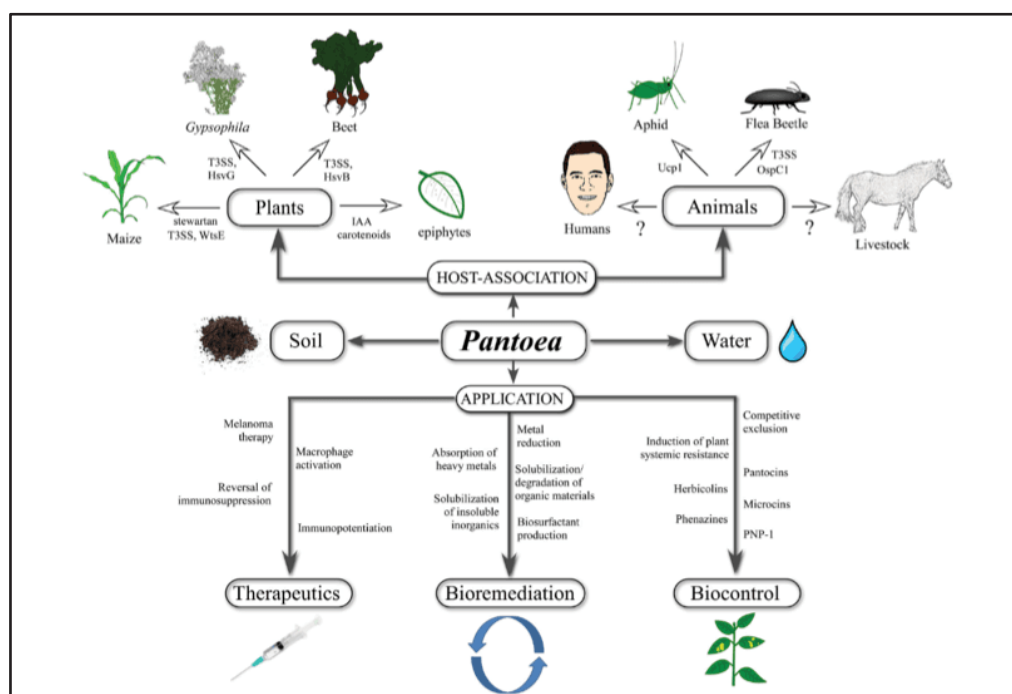 Gypsophila
Beet
Aphid
Flea Beetle
T3SS,
HsvG
T3SS,
HsvB
Ucp1
T3SS
OspC1
Maize
stewartan
T3SS, WtsE
Plants
IAA
carotenoids
epiphytes
Humans
?
Animals
?
Livestock
HOST-ASSOCIATION
Soil
Pantoea
Water
APPLICATION
Melanoma
therapy
Macrophage
activation
Reversal of
immunosuppression
Immunopotentiation
Metal
reduction
Absorption of
heavy metals
Solubilization/
degradation of
organic materials
Solubilization
of insoluble
inorganics
Biosurfactant
production
Competitive
exclusion
Induction of plant
systemic resistance
Pantocins
Herbicolins
Microcins
Phenazines
PNP-1
Therapeutics
Bioremediation
Biocontrol